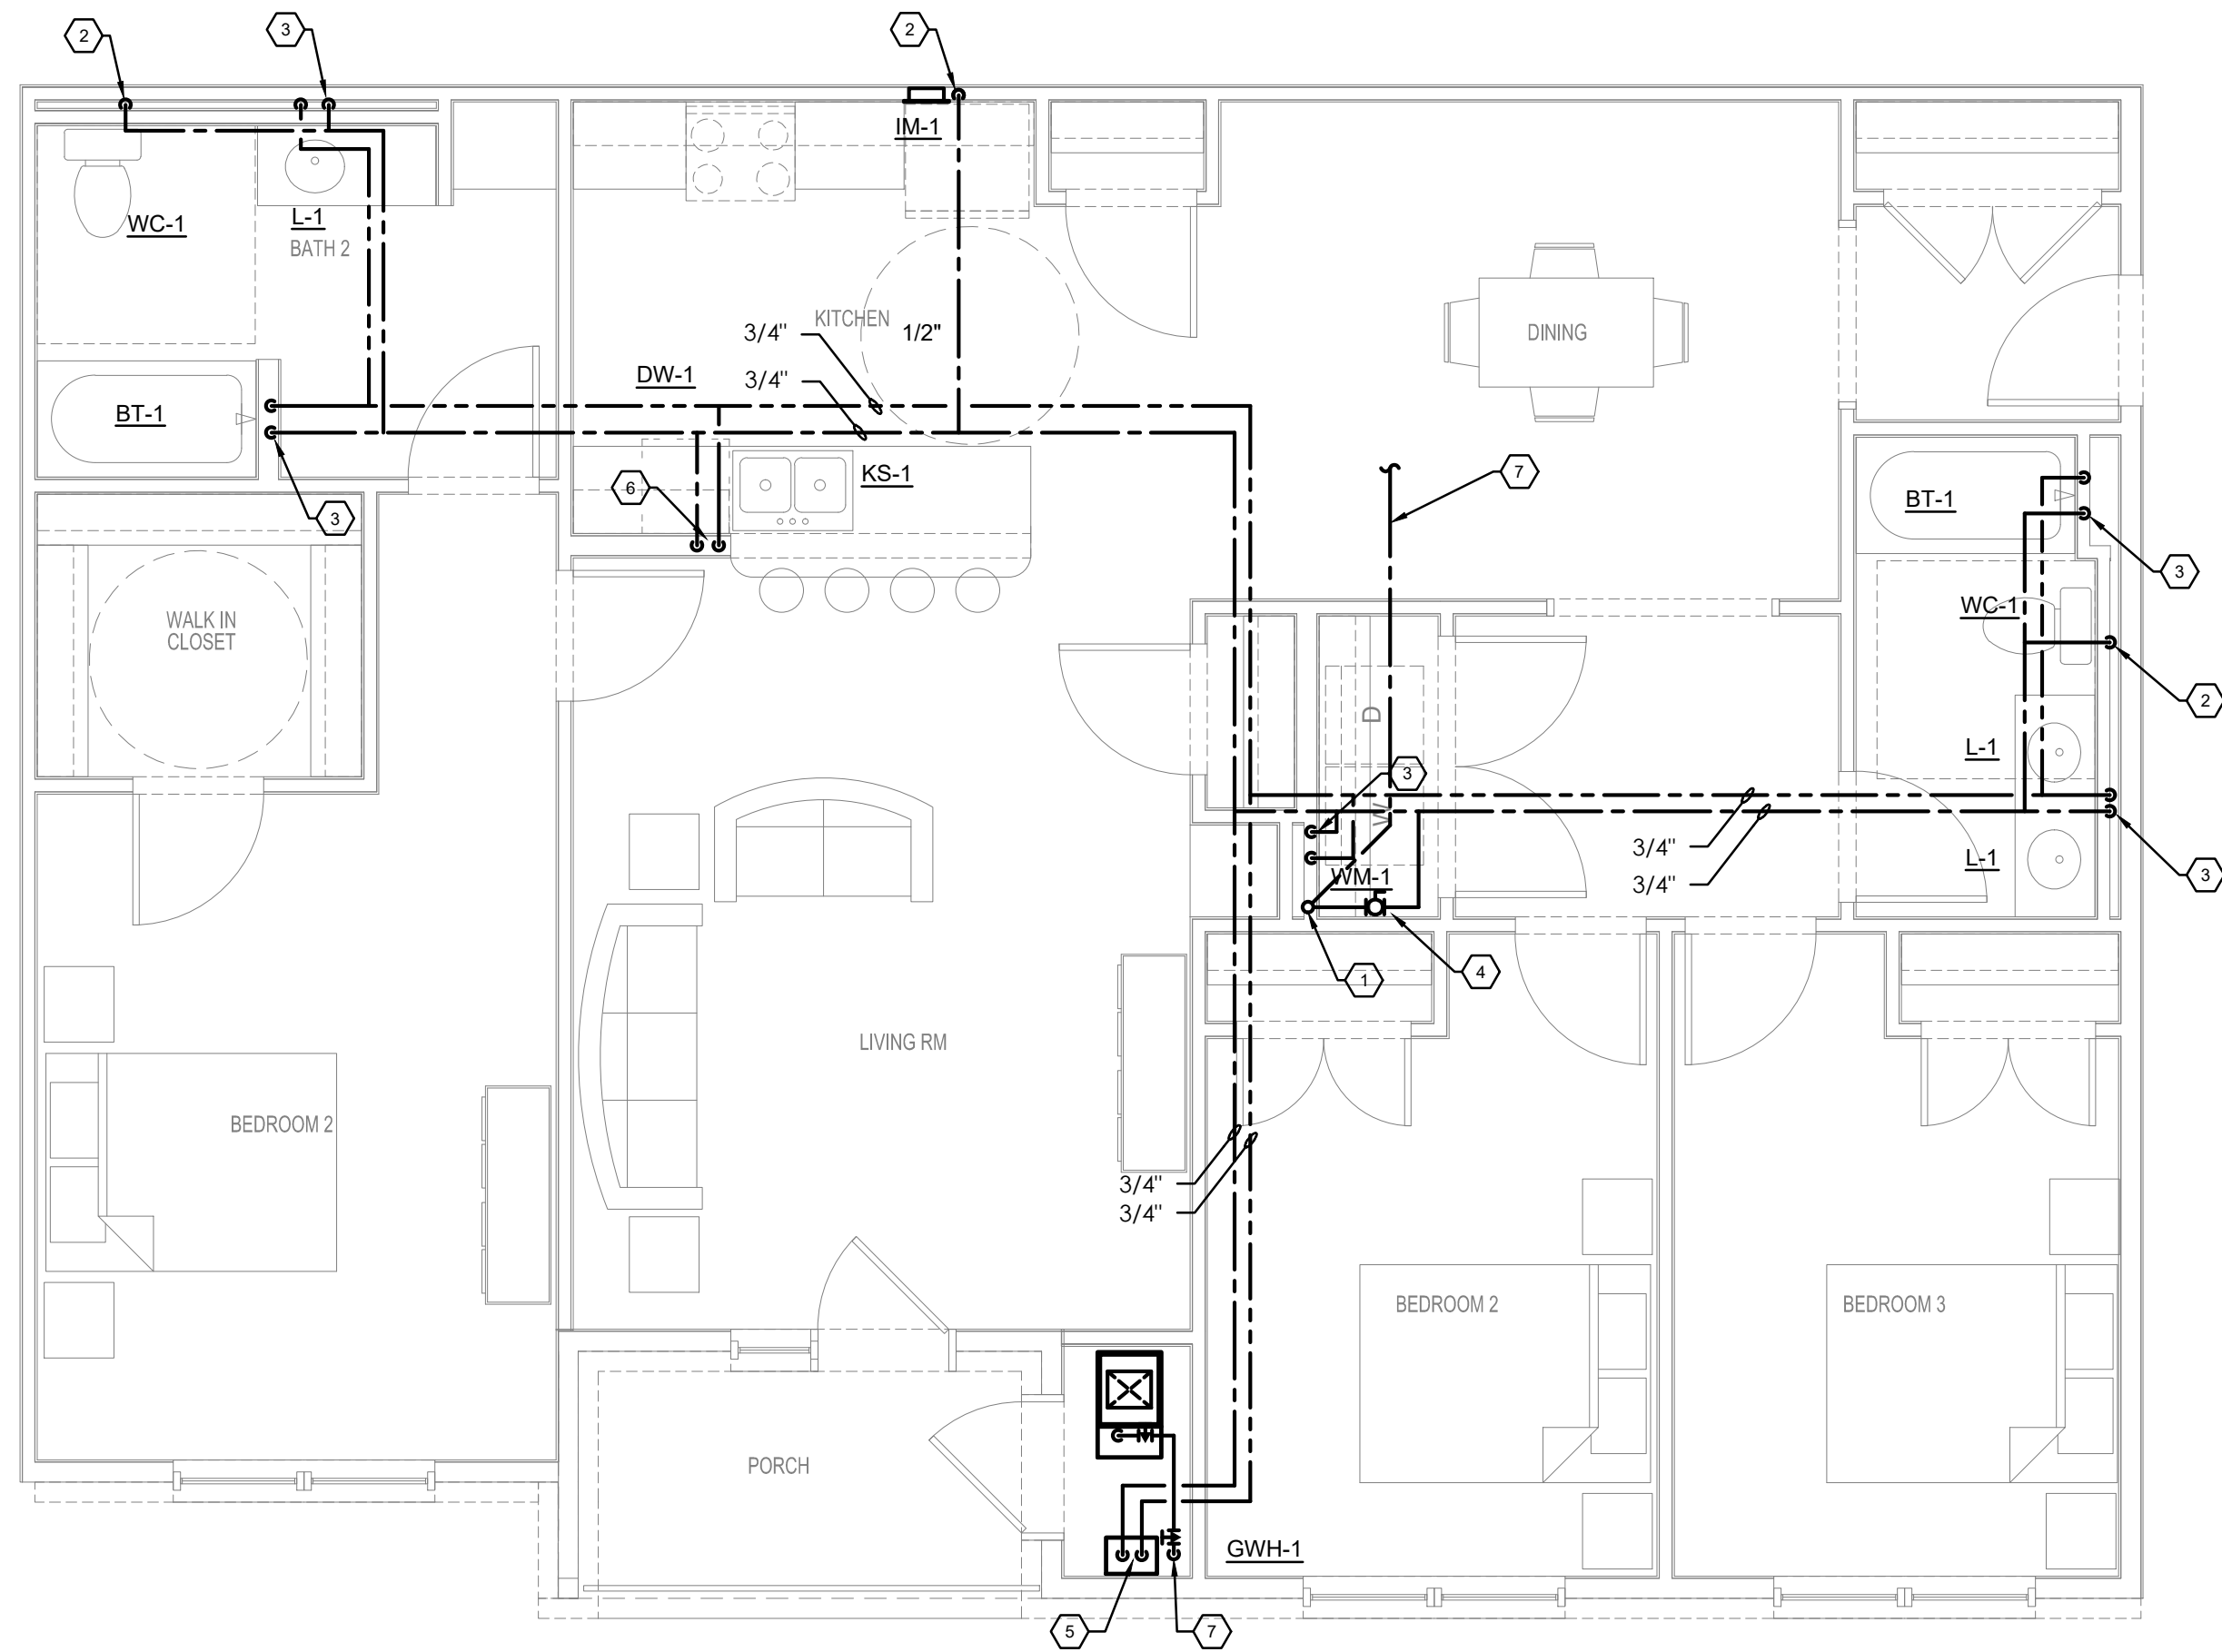 2
3
2
IM-1
WC-1
L-1
BATH 2
3/4"
KITCHEN
1/2"
DINING
DW-1
3/4"
BT-1
KS-1
7
6
BT-1
3
3
WALK IN
CLOSET
WC-1
2
D
L-1
3
W
3/4"
L-1
WM-1
3/4"
3
4
1
LIVING RM
BEDROOM 2
3/4"
3/4"
BEDROOM 2
BEDROOM 3
PORCH
GWH-1
5
7